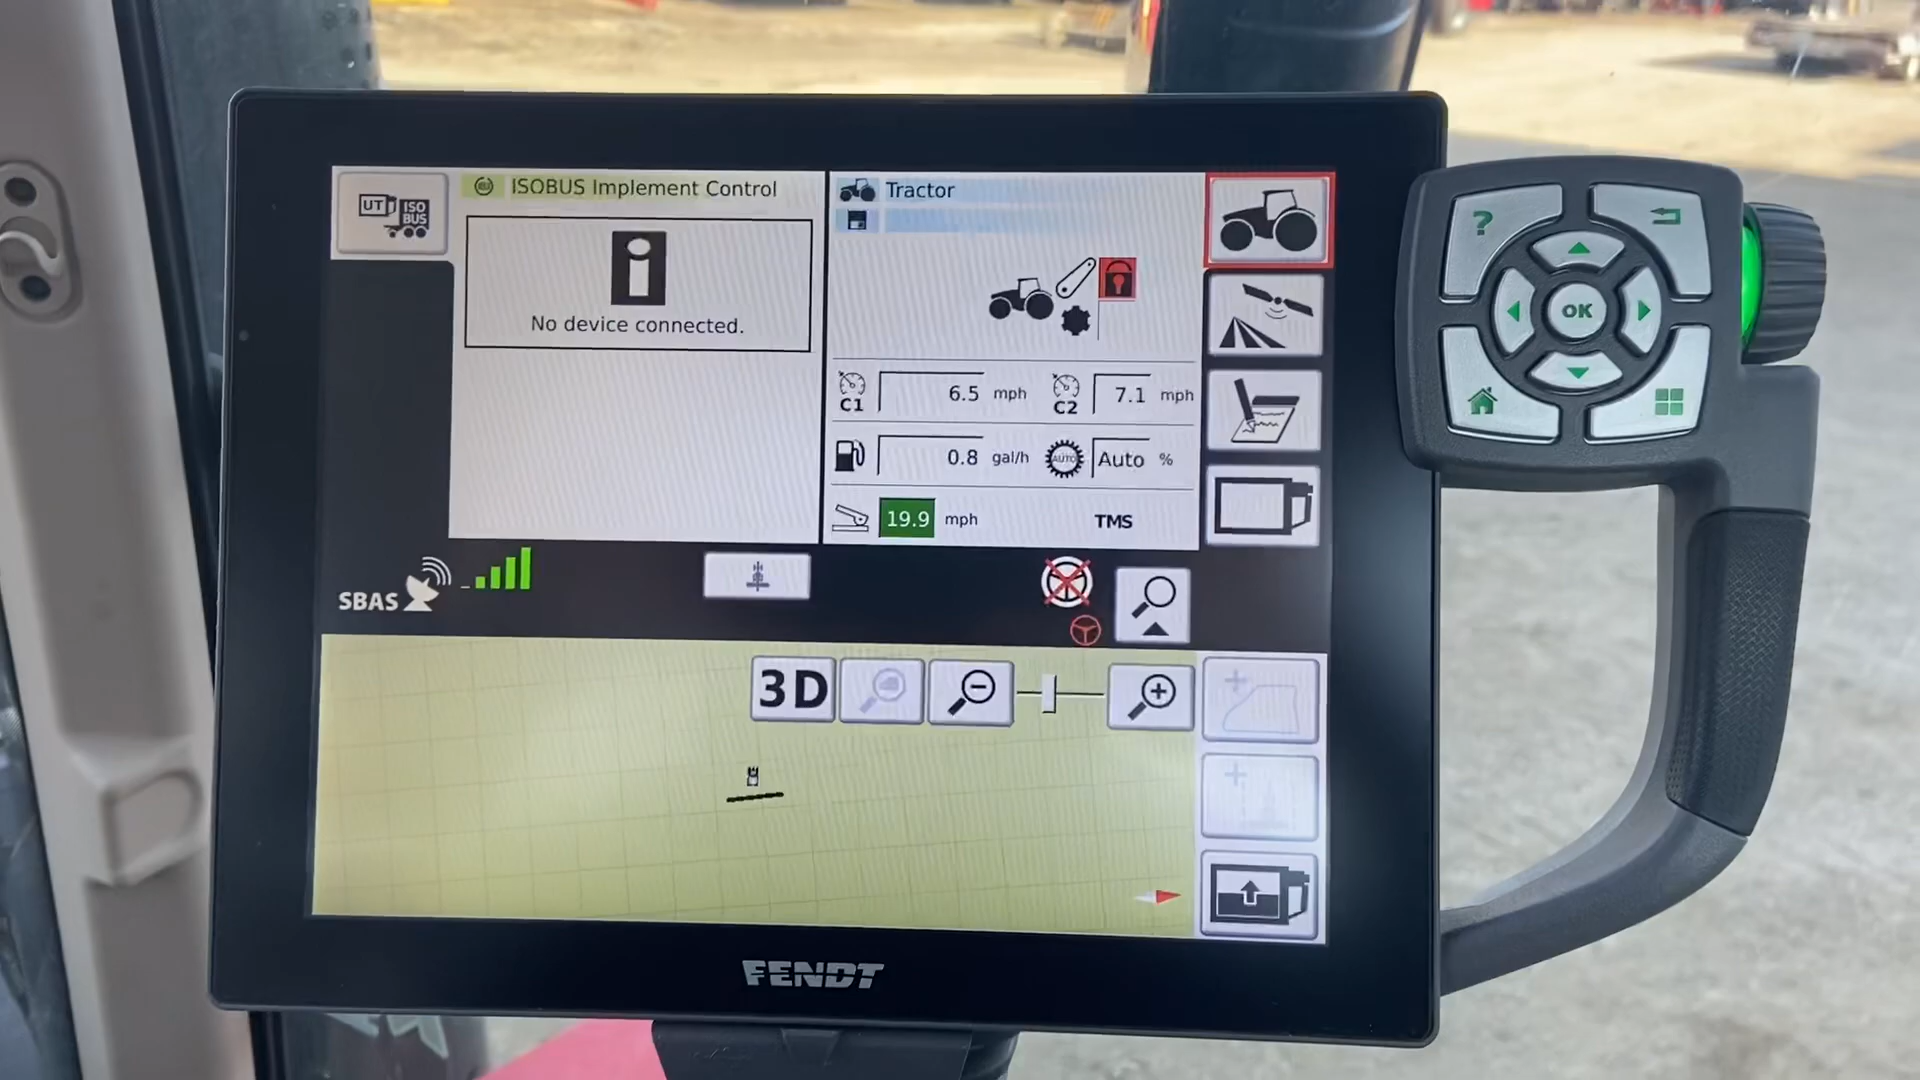 UT ISO
BUS
ISOBUS Implement Control
No device connected.
Tractor
C1 6.5 mph C2 7.1 mph
0.8 gal/h AUTO Auto %
19.9 mph TMS
SBAS
3D
FENDT
?
OK